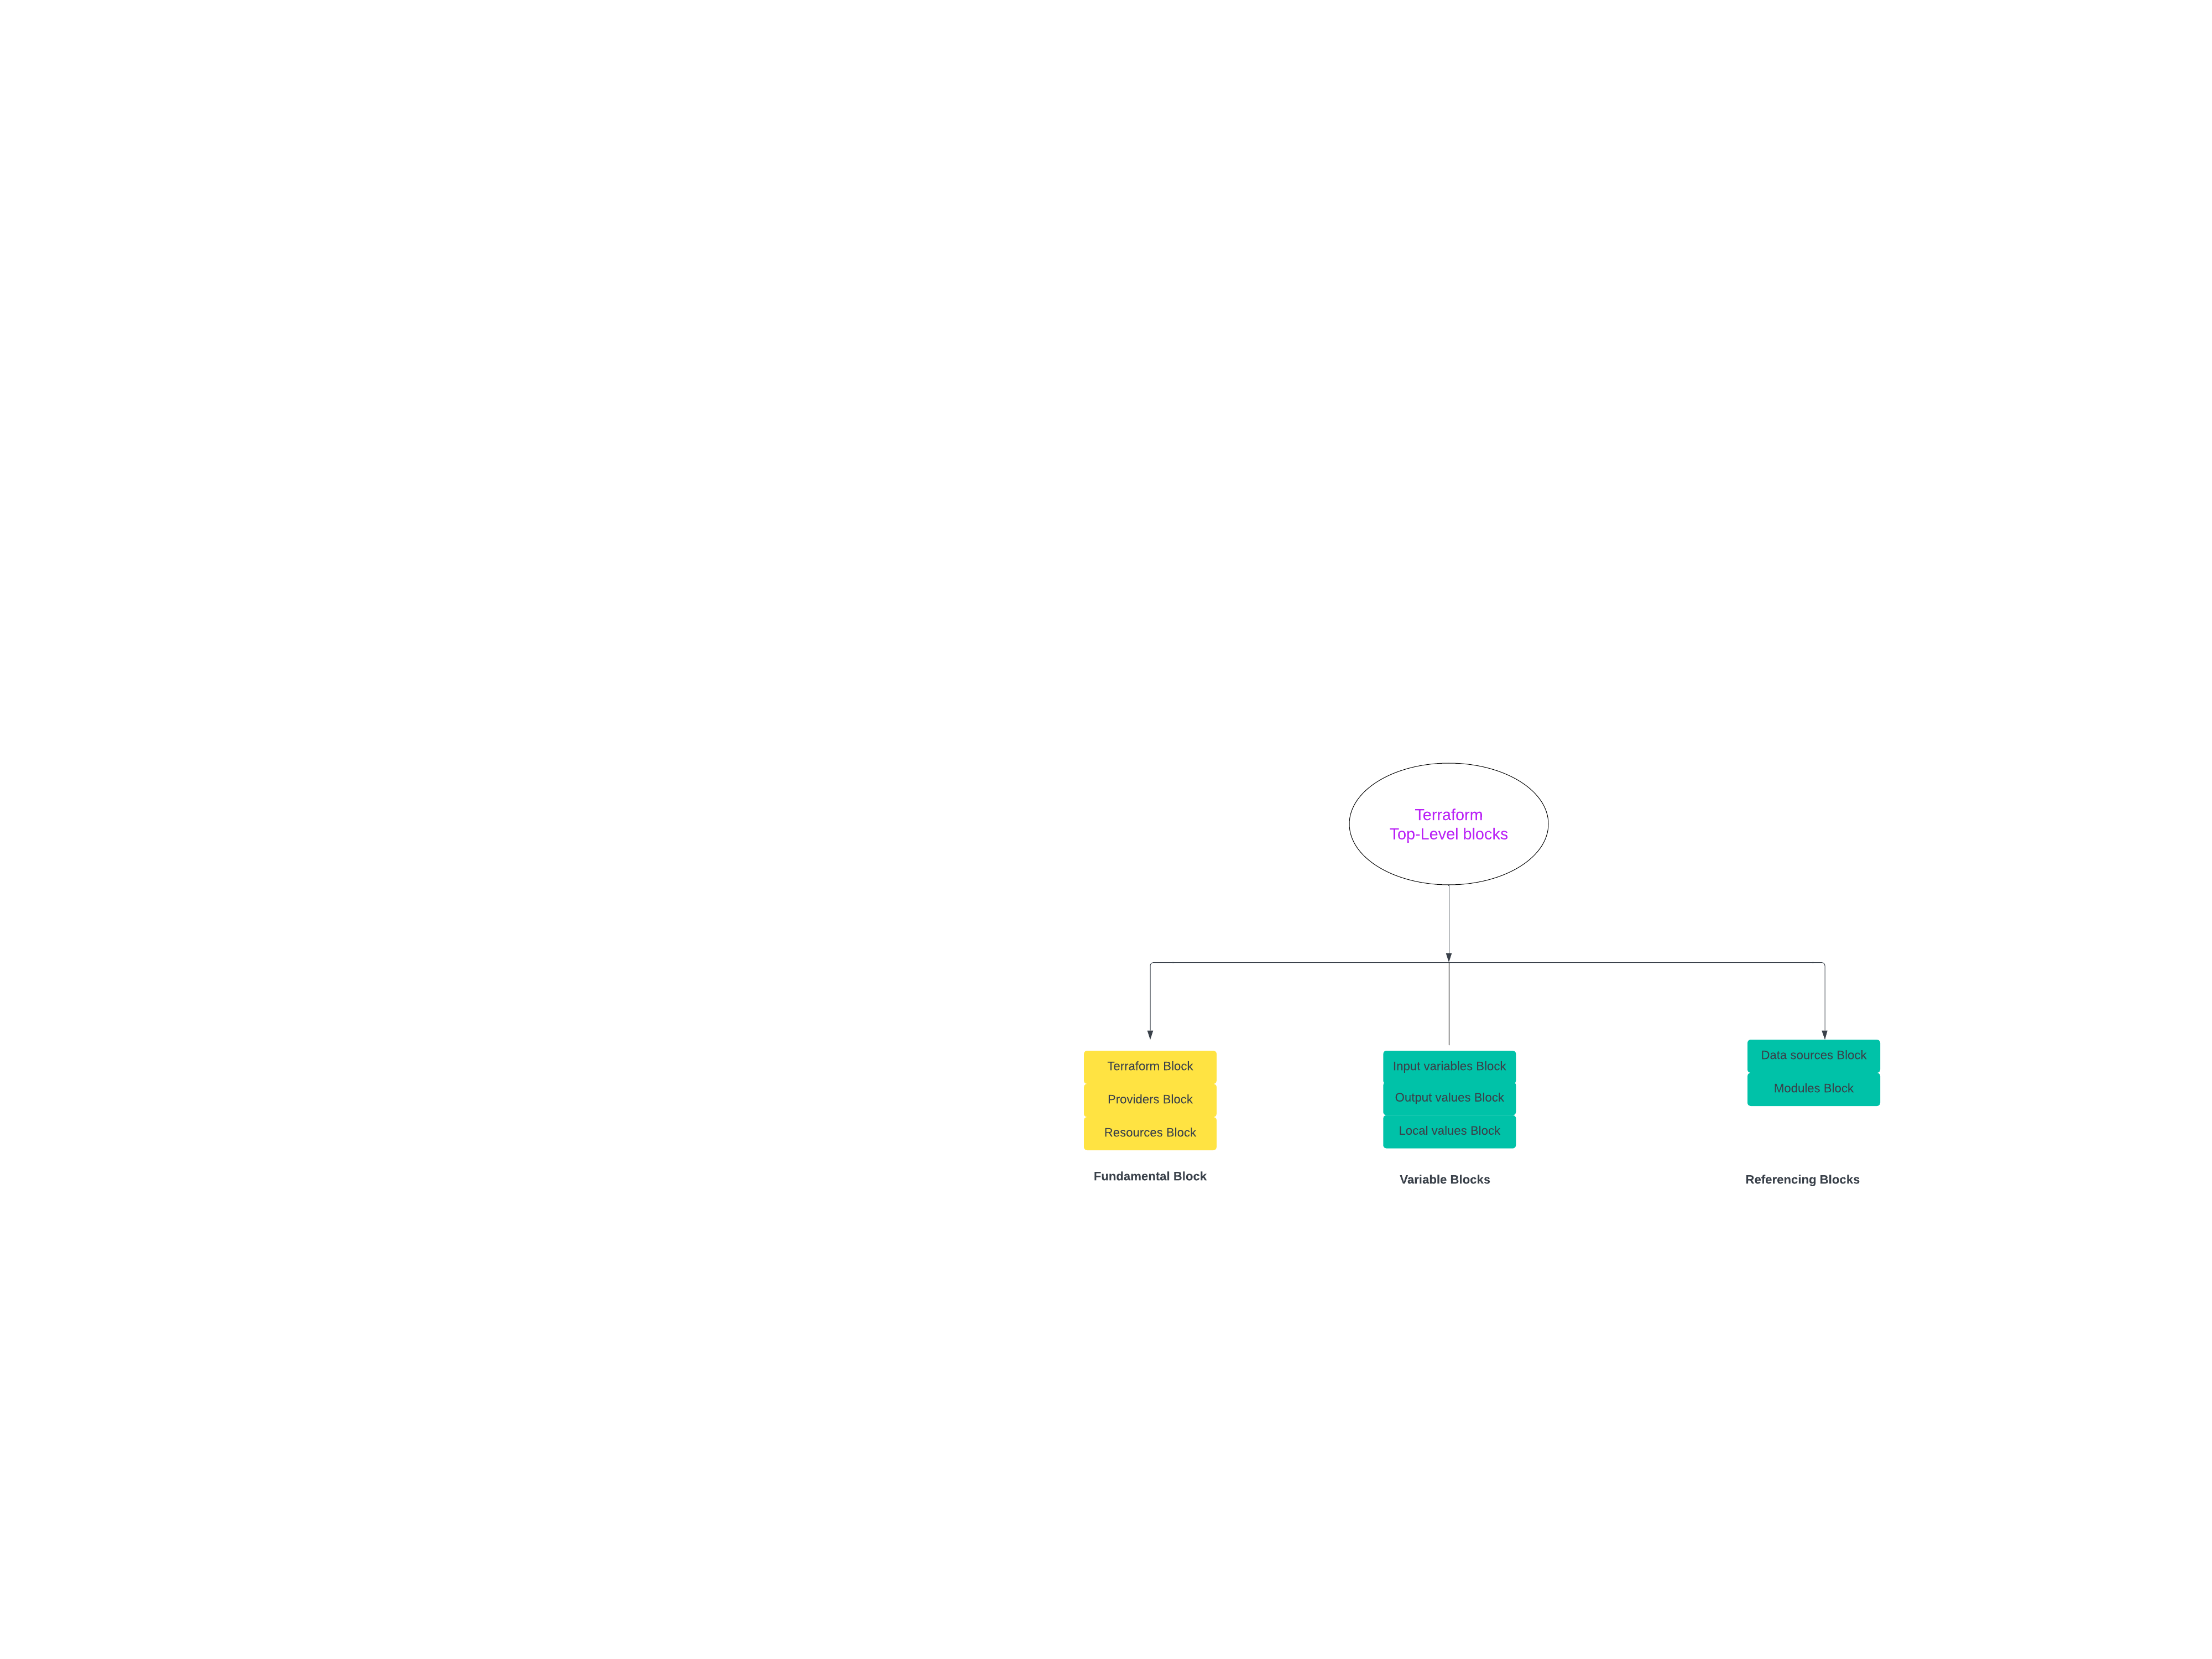 Terraform
Top-Level blocks
Terraform Block
Providers Block
Resources Block
Fundamental Block
Input variables Block
Output values Block
Local values Block
Variable Blocks
Data sources Block
Modules Block
Referencing Blocks